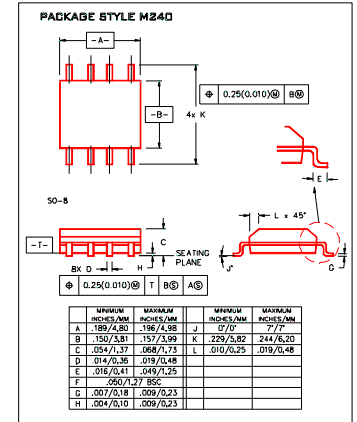 PACKAGE STYLE M240
-A-
-B-
4x K
⌖ 0.25(0.010)Ⓜ BⓂ
E
SO-8
L x 45°
-T-
C
SEATING
PLANE
8X D
H
J°
G
⌖ 0.25(0.010)Ⓜ T BⓈ AⓈ
MINIMUM INCHES/MM MAXIMUM INCHES/MM MINIMUM INCHES/MM MAXIMUM INCHES/MM
A .189/4,80 .196/4,98 J 0°/0° 7°/7°
B .150/3,81 .157/3,99 K .229/5,82 .244/6,20
C .054/1,37 .068/1,73 L .010/0,25 .019/0,48
D .014/0,36 .019/0,48
E .016/0,41 .049/1,25
F .050/1,27 BSC
G .007/0,18 .009/0,23
H .004/0,10 .009/0,23